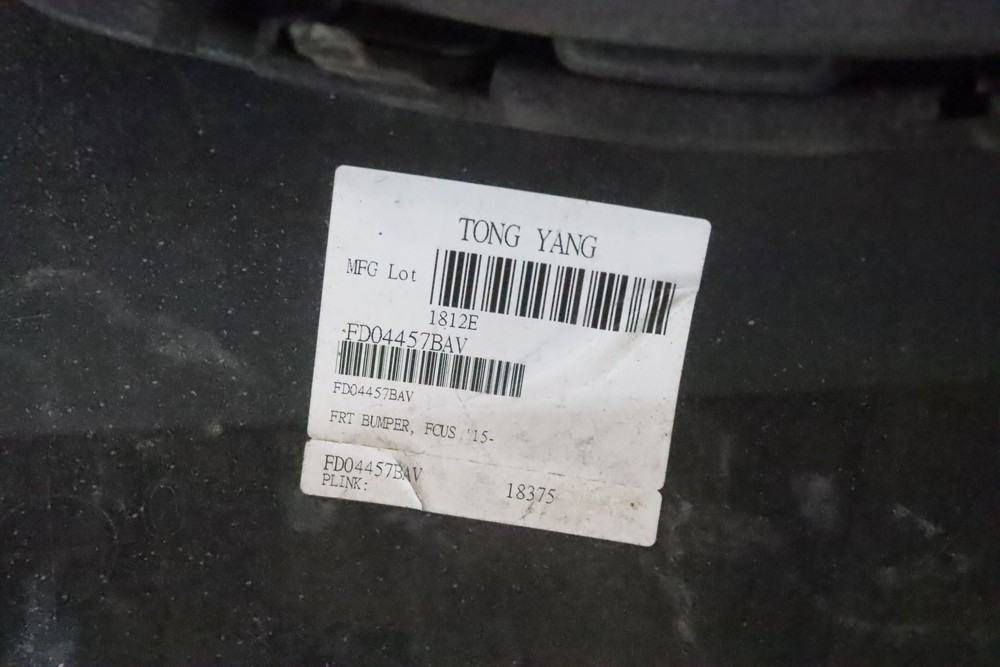 TONG YANG
MFG Lot
1812E
FD04457BAV
FD04457BAV
FRT BUMPER, FCUS '15-
FD04457BAV
PLINK: 18375